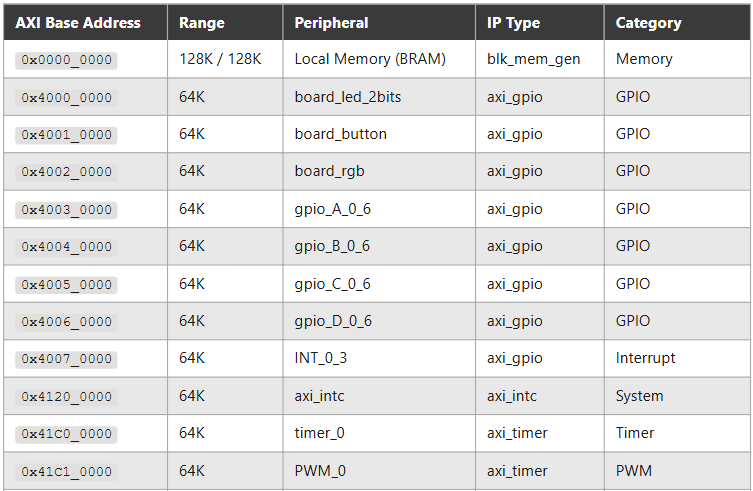 AXI Base Address Range Peripheral IP Type Category
0x0000_0000 128K / 128K Local Memory (BRAM) blk_mem_gen Memory
0x4000_0000 64K board_led_2bits axi_gpio GPIO
0x4001_0000 64K board_button axi_gpio GPIO
0x4002_0000 64K board_rgb axi_gpio GPIO
0x4003_0000 64K gpio_A_0_6 axi_gpio GPIO
0x4004_0000 64K gpio_B_0_6 axi_gpio GPIO
0x4005_0000 64K gpio_C_0_6 axi_gpio GPIO
0x4006_0000 64K gpio_D_0_6 axi_gpio GPIO
0x4007_0000 64K INT_0_3 axi_gpio Interrupt
0x4120_0000 64K axi_intc axi_intc System
0x41C0_0000 64K timer_0 axi_timer Timer
0x41C1_0000 64K PWM_0 axi_timer PWM